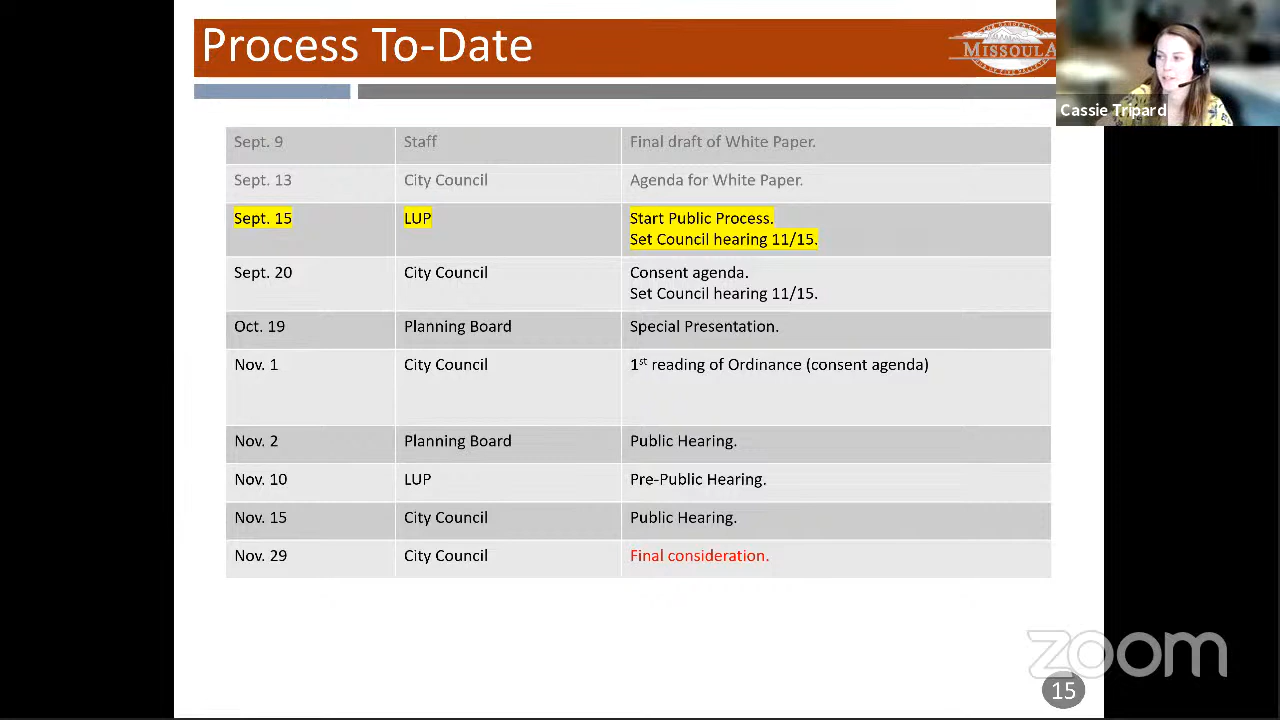 Process To-Date
MISSOULA
Cassie Tripard
Sept. 9 Staff Final draft of White Paper.
Sept. 13 City Council Agenda for White Paper.
Sept. 15 LUP Start Public Process.
Set Council hearing 11/15.
Sept. 20 City Council Consent agenda.
Set Council hearing 11/15.
Oct. 19 Planning Board Special Presentation.
Nov. 1 City Council 1st reading of Ordinance (consent agenda)
Nov. 2 Planning Board Public Hearing.
Nov. 10 LUP Pre-Public Hearing.
Nov. 15 City Council Public Hearing.
Nov. 29 City Council Final consideration.
zoom
15